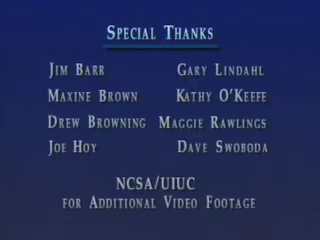 Special Thanks
Jim Barr Gary Lindahl
Maxine Brown Kathy O'Keefe
Drew Browning Maggie Rawlings
Joe Hoy Dave Swoboda
NCSA/UIUC
for Additional Video Footage